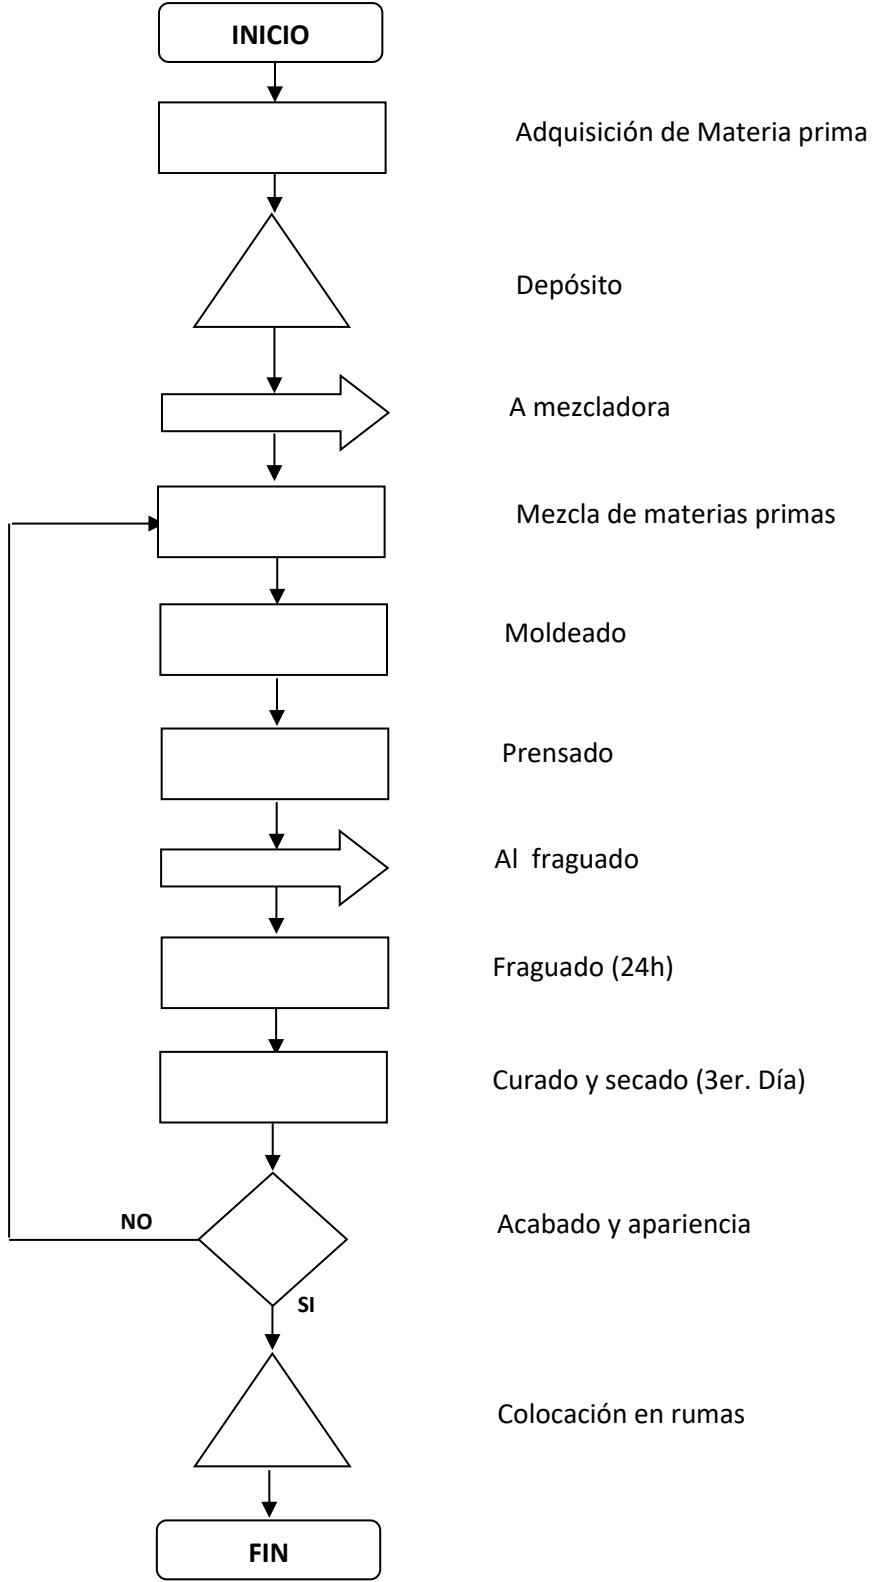 INICIO
Adquisición de Materia prima
Depósito
A mezcladora
Mezcla de materias primas
Moldeado
Prensado
Al  fraguado
Fraguado (24h)
Curado y secado (3er. Día)
NO
Acabado y apariencia
SI
Colocación en rumas
FIN